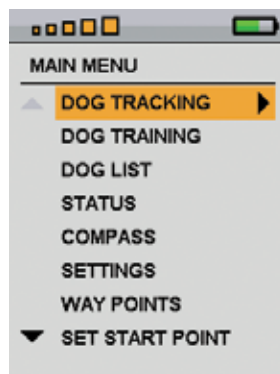 MAIN MENU
DOG TRACKING
DOG TRAINING
DOG LIST
STATUS
COMPASS
SETTINGS
WAY POINTS
SET START POINT